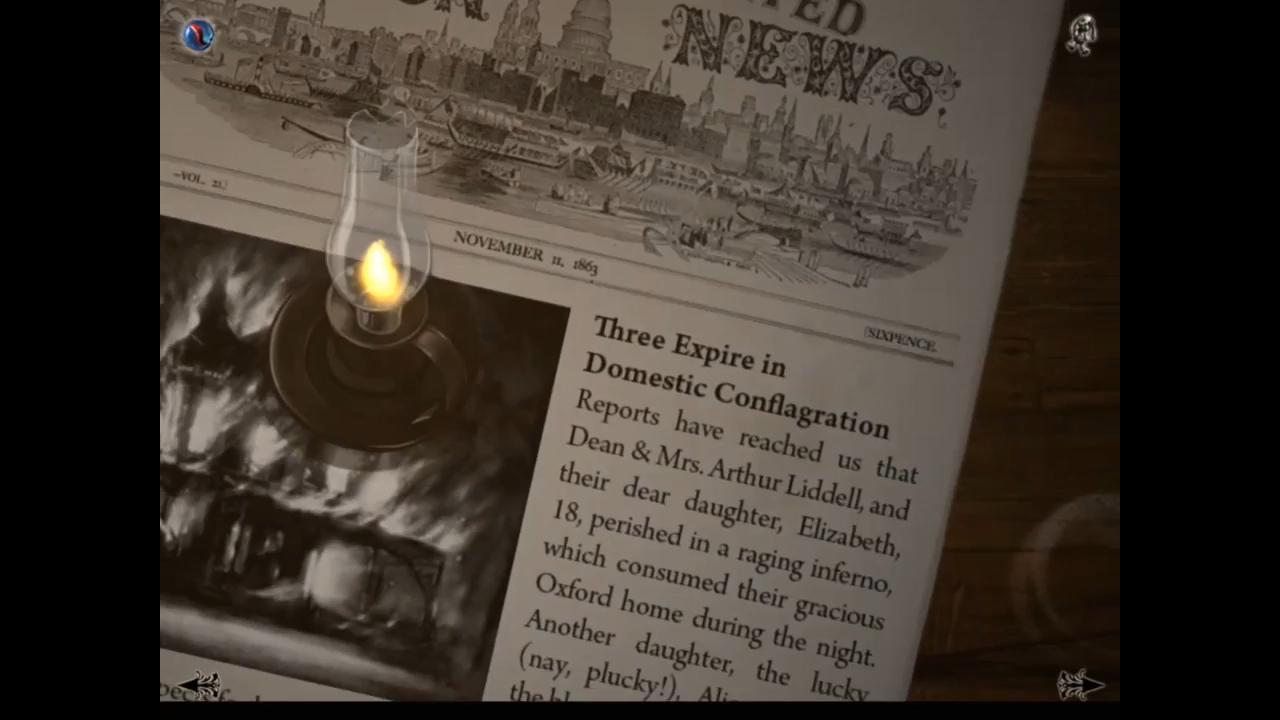 NEWS
VOL. 21.
NOVEMBER 11, 1863
SIXPENCE.
Three Expire in
Domestic Conflagration
Reports have reached us that
Dean & Mrs. Arthur Liddell, and
their dear daughter, Elizabeth,
18, perished in a raging inferno,
which consumed their gracious
Oxford home during the night.
Another daughter, the lucky
(nay, plucky!),
the